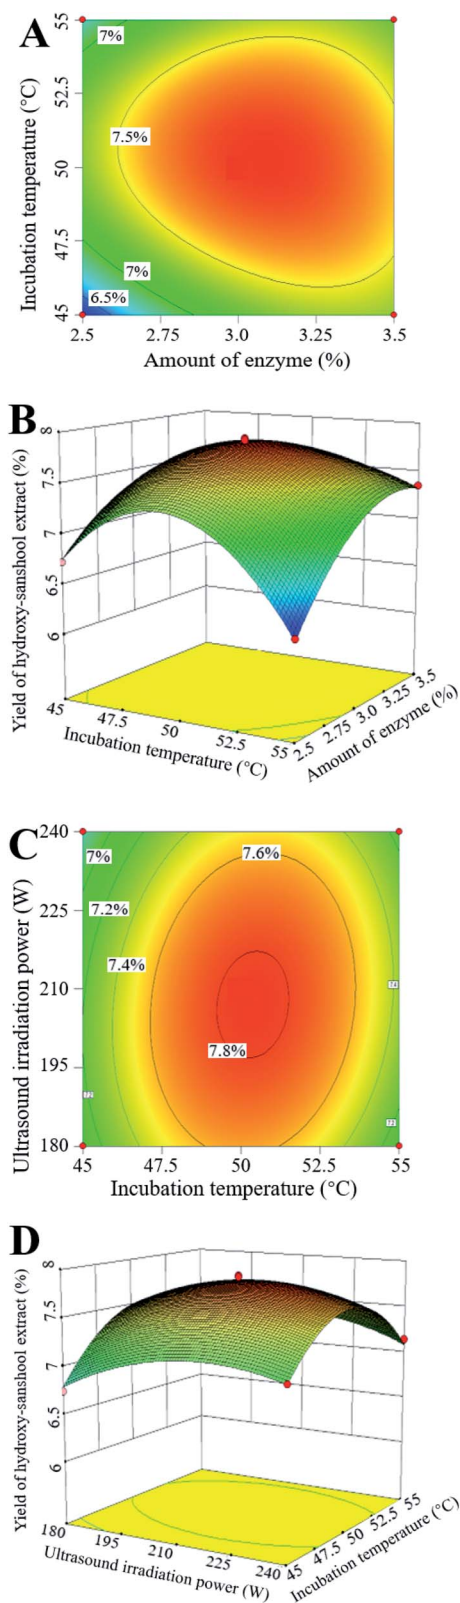 A
55
52.5
50
47.5
45
Incubation temperature (°C)
7%
7.5%
7%
6.5%
2.5 2.75 3.0 3.25 3.5
Amount of enzyme (%)
B
8
7.5
7
6.5
6
Yield of hydroxy-sanshool extract (%)
45 47.5 50 52.5 55
Incubation temperature (°C)
2.5 2.75 3.0 3.25 3.5
Amount of enzyme (%)
C
240
225
210
195
180
Ultrasound irradiation power (W)
7%
7.2%
7.4%
7.6%
7.8%
45 47.5 50 52.5 55
Incubation temperature (°C)
D
8
7.5
7
6.5
6
Yield of hydroxy-sanshool extract (%)
180 195 210 225 240
Ultrasound irradiation power (W)
45 47.5 50 52.5 55
Incubation temperature (°C)